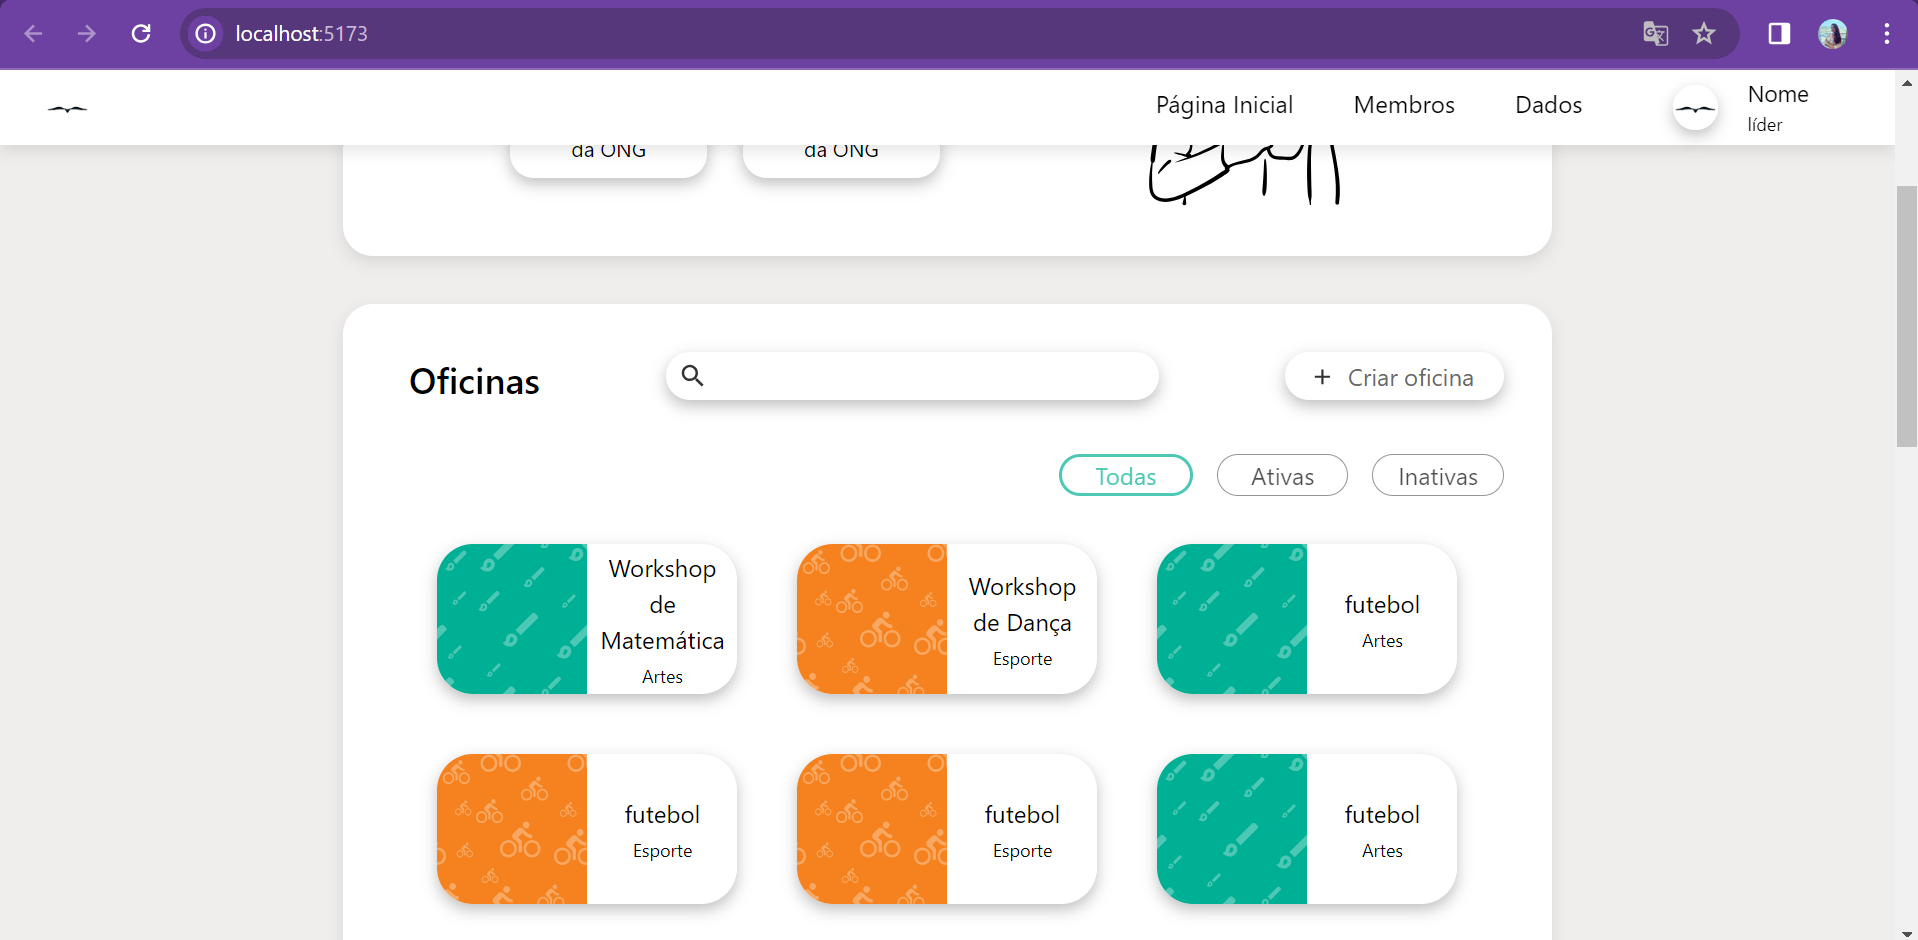 localhost:5173
Página Inicial
Membros
Dados
Nome
líder
da ONG
da ONG
Oficinas
+ Criar oficina
Todas
Ativas
Inativas
Workshop
de
Matemática
Artes
Workshop
de Dança
Esporte
futebol
Artes
futebol
Esporte
futebol
Esporte
futebol
Artes